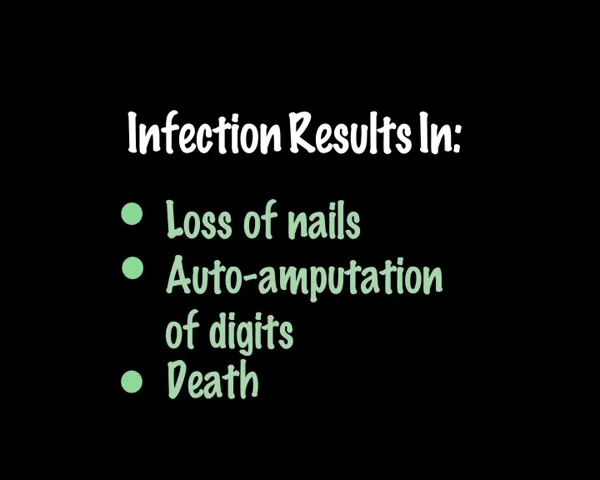 Infection Results In:
• Loss of nails
• Auto-amputation
of digits
• Death